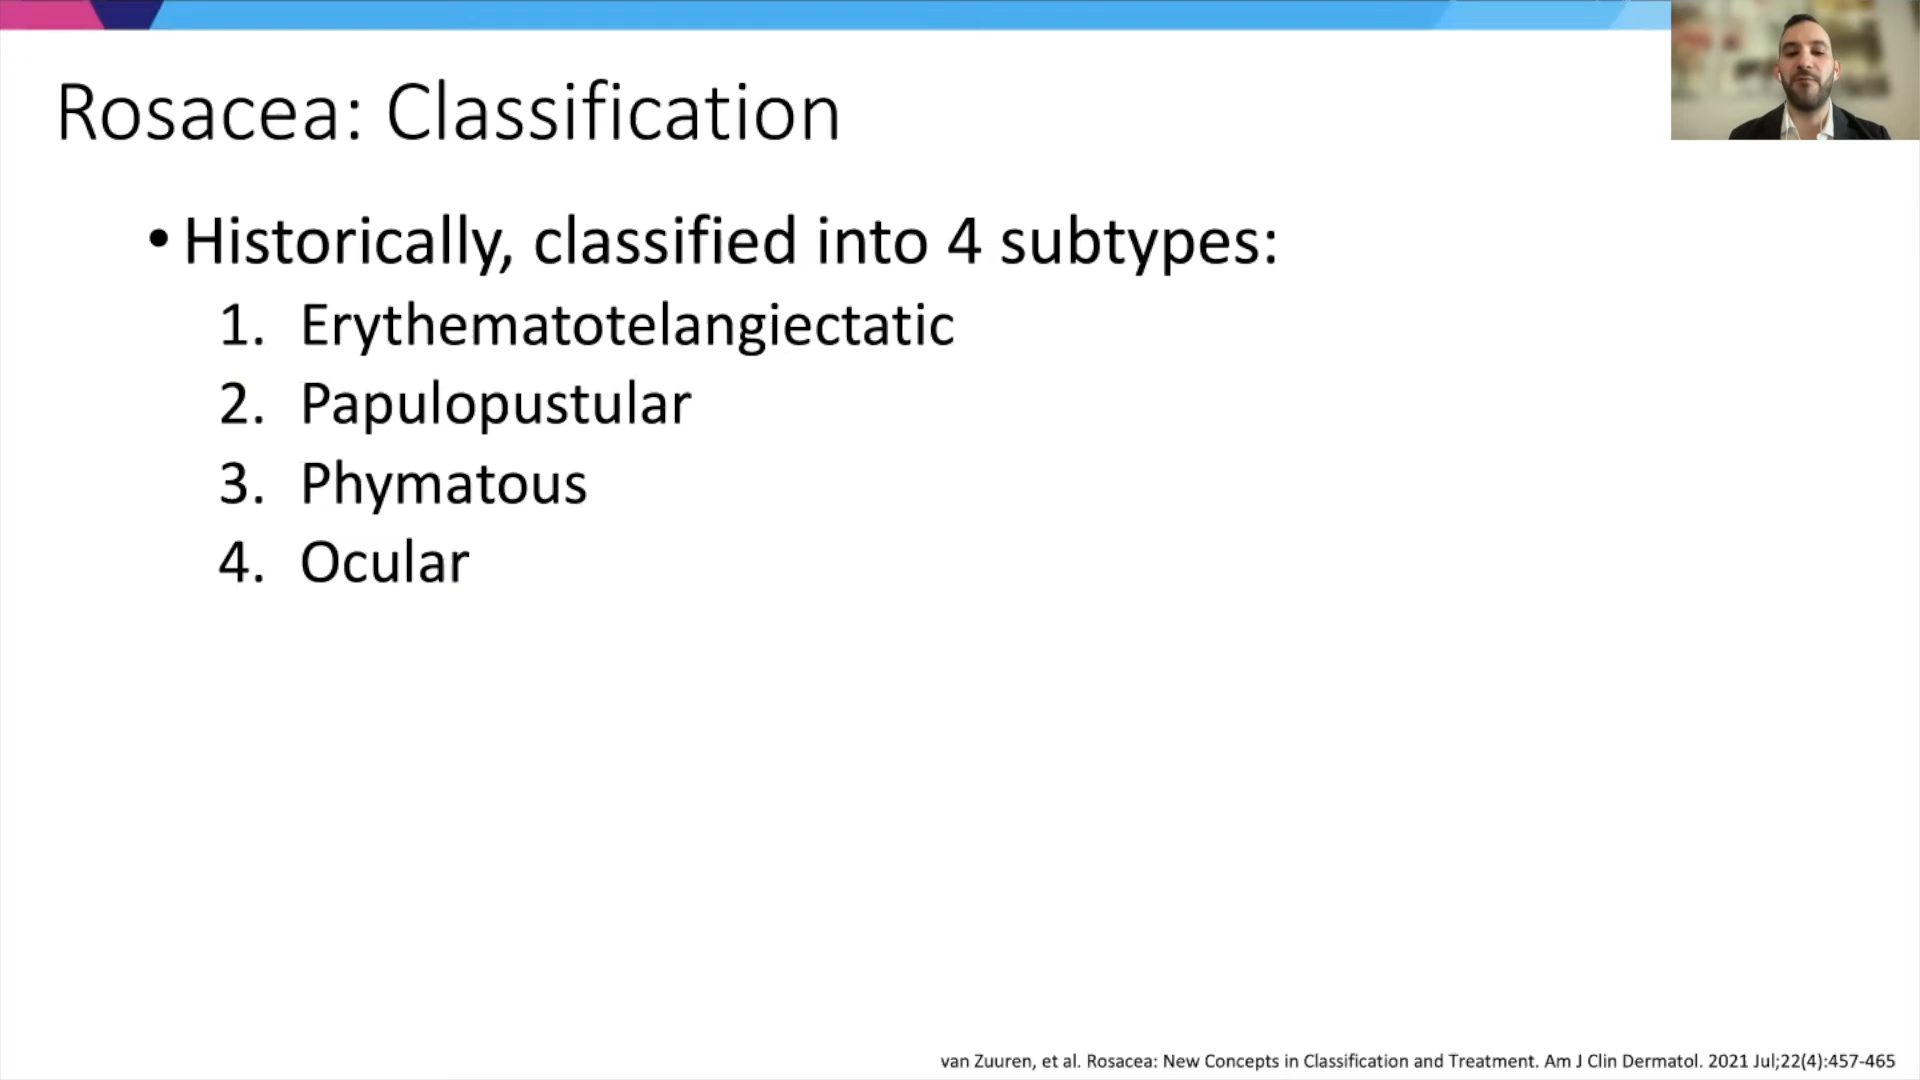 Rosacea: Classification
• Historically, classified into 4 subtypes:
1. Erythematotelangiectatic
2. Papulopustular
3. Phymatous
4. Ocular
van Zuuren, et al. Rosacea: New Concepts in Classification and Treatment. Am J Clin Dermatol. 2021 Jul;22(4):457-465